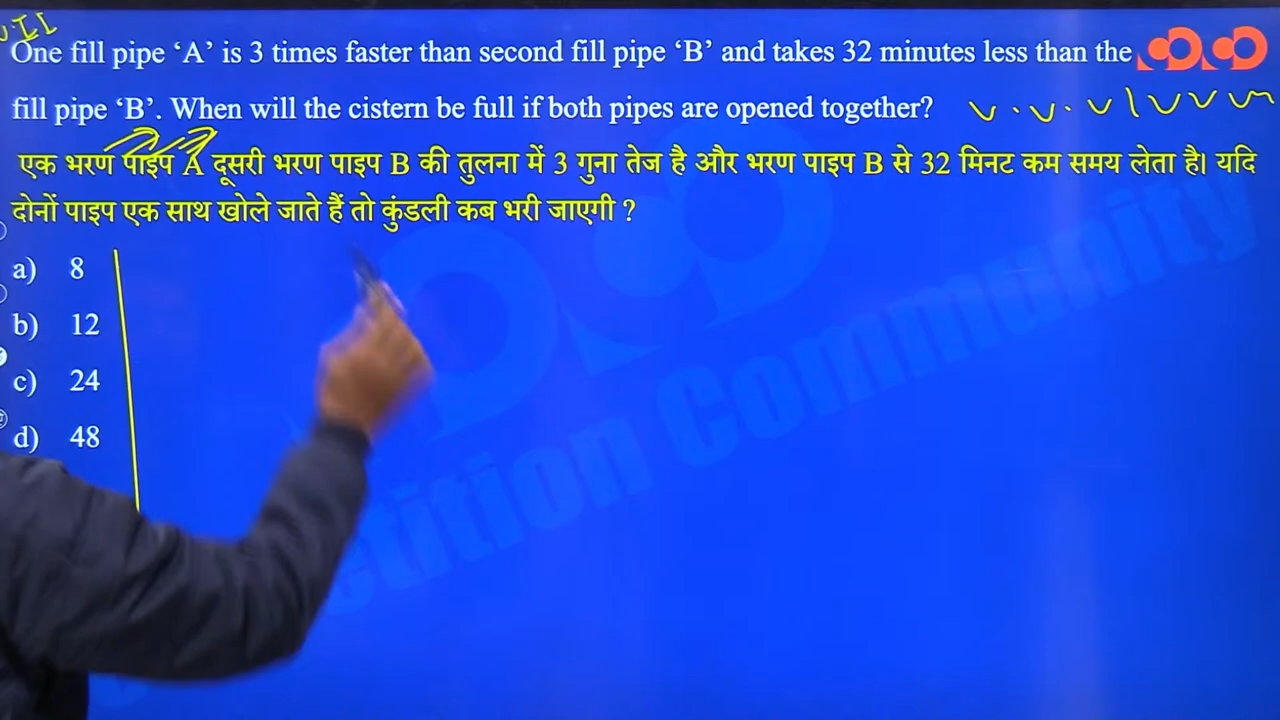 One fill pipe ‘A’ is 3 times faster than second fill pipe ‘B’ and takes 32 minutes less than the
fill pipe ‘B’. When will the cistern be full if both pipes are opened together?
एक भरण पाइप A दूसरी भरण पाइप B की तुलना में 3 गुना तेज है और भरण पाइप B से 32 मिनट कम समय लेता है। यदि
दोनों पाइप एक साथ खोले जाते हैं तो कुंडली कब भरी जाएगी ?
a) 8
b) 12
c) 24
d) 48
Community